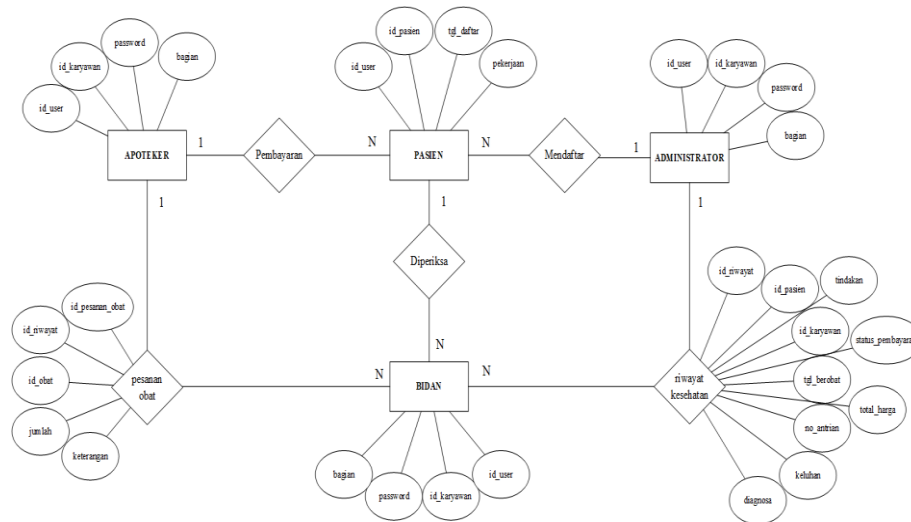 password
id_karyawan
bagian
id_user
APOTEKER
id_pasien
tgl_daftar
id_user
pekerjaan
PASIEN
id_user
id_karyawan
password
bagian
ADMINISTRATOR
1
Pembayaran
N
N
Mendaftar
1
1
1
1
Diperiksa
N
id_pesanan_obat
id_riwayat
id_obat
jumlah
keterangan
pesanan
obat
N
BIDAN
N
bagian
password
id_karyawan
id_user
riwayat
kesehatan
id_riwayat
id_pasien
tindakan
id_karyawan
status_pembayara
tgl_berobat
total_harga
no_antrian
keluhan
diagnosa